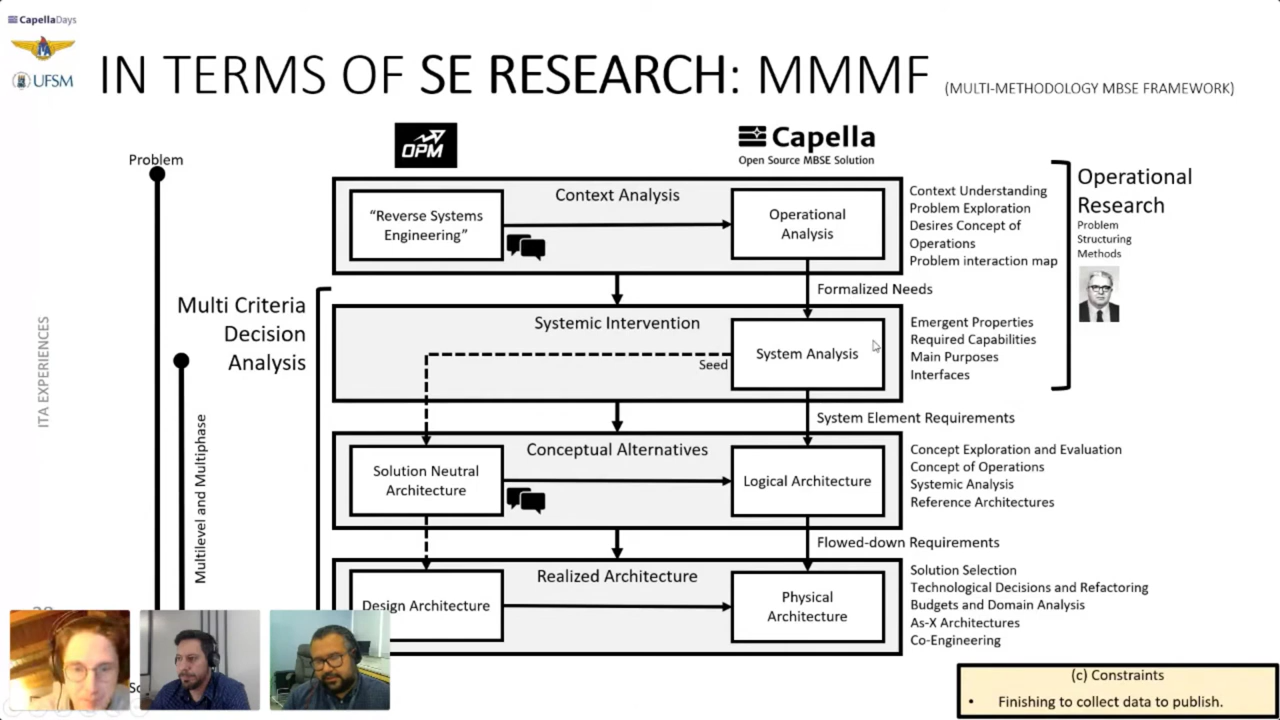 CapellaDays
UFSM
IN TERMS OF SE RESEARCH: MMMF (MULTI-METHODOLOGY MBSE FRAMEWORK)
OPM
Capella
Open Source MBSE Solution
Problem
Context Analysis
"Reverse Systems
Engineering"
Operational
Analysis
Context Understanding
Problem Exploration
Desires Concept of
Operations
Problem interaction map
Operational
Research
Problem
Structuring
Methods
Formalized Needs
Multi Criteria
Decision
Analysis
Systemic Intervention
System Analysis
Seed
Emergent Properties
Required Capabilities
Main Purposes
Interfaces
ITA EXPERIENCES
Multilevel and Multiphase
System Element Requirements
Conceptual Alternatives
Solution Neutral
Architecture
Logical Architecture
Concept Exploration and Evaluation
Concept of Operations
Systemic Analysis
Reference Architectures
Flowed-down Requirements
Realized Architecture
Design Architecture
Physical
Architecture
Solution Selection
Technological Decisions and Refactoring
Budgets and Domain Analysis
As-X Architectures
Co-Engineering
(c) Constraints
• Finishing to collect data to publish.